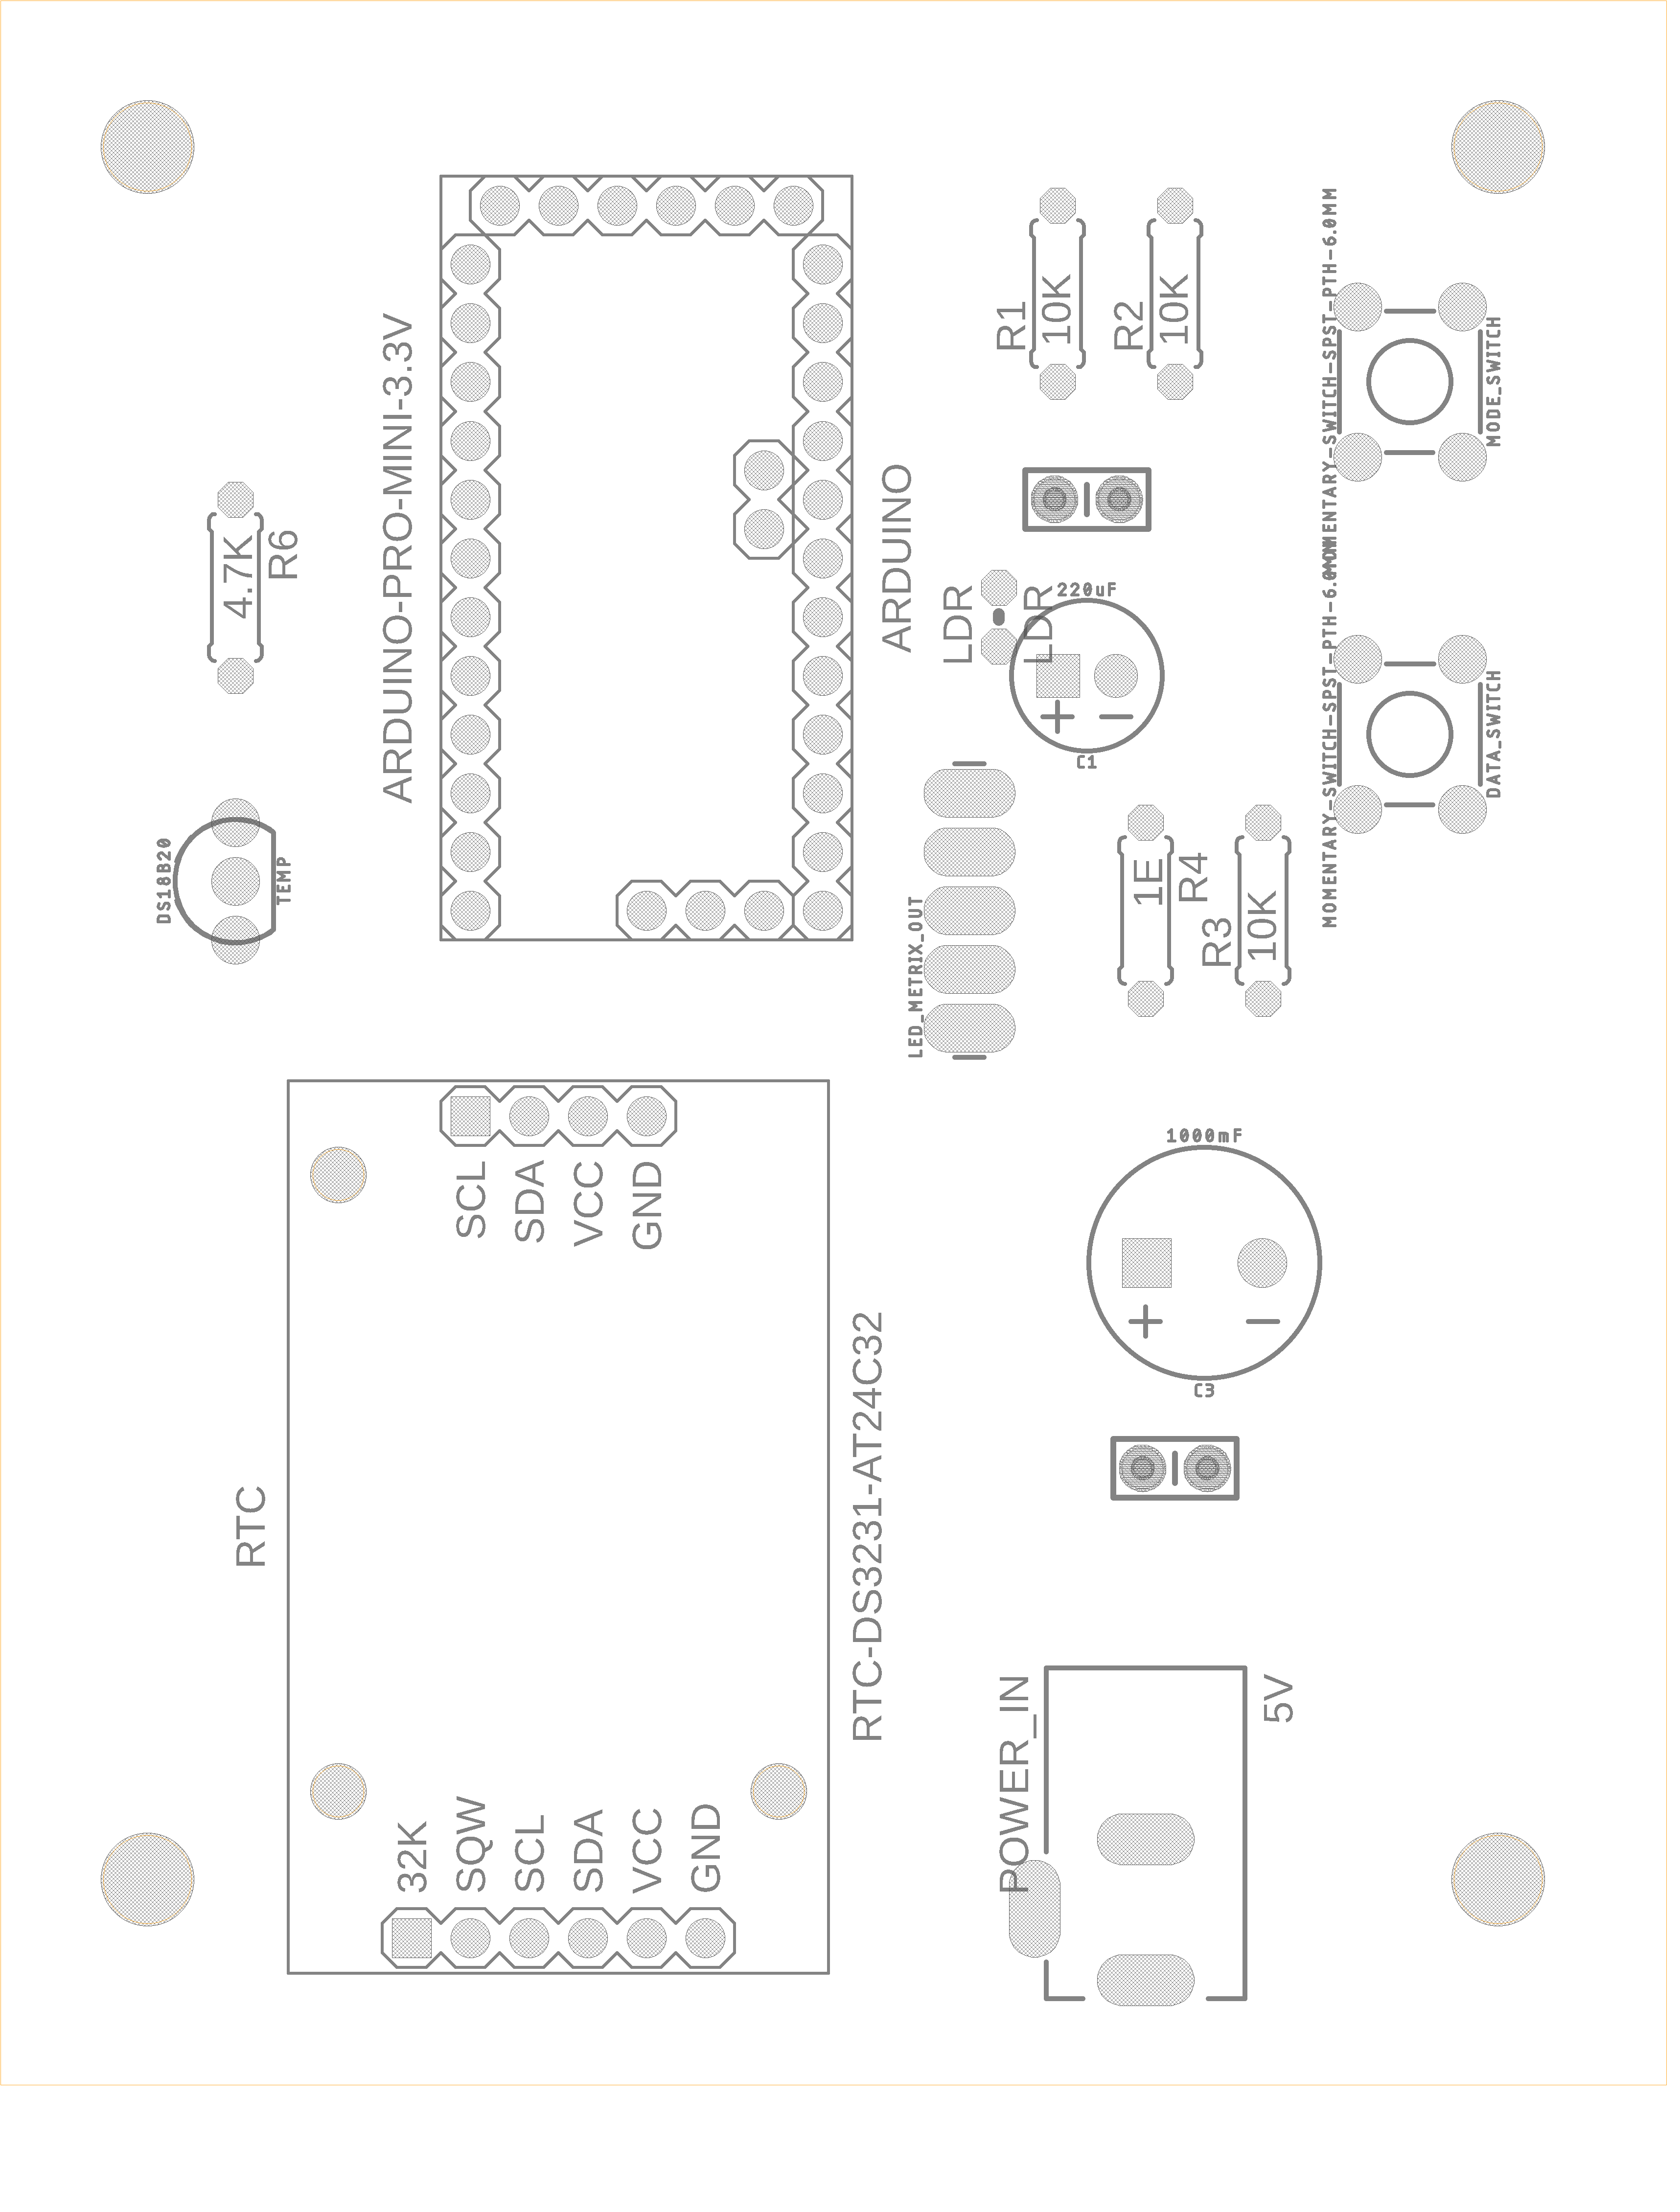 MOMENTARY-SWITCH-SPST-PTH-6.0MM
MODE_SWITCH
R1
10K
R2
10K
ARDUINO-PRO-MINI-3.3V
ARDUINO
4.7K
R6
LDR
LDR
220uF
C1
MOMENTARY-SWITCH-SPST-PTH-6.0MM
DATA_SWITCH
DS18B20
TEMP
LED_METRIX_OUT
1E
R4
R3
10K
SCL
SDA
VCC
GND
1000mF
C3
RTC
RTC-DS3231-AT24C32
POWER_IN
5V
32K
SQW
SCL
SDA
VCC
GND